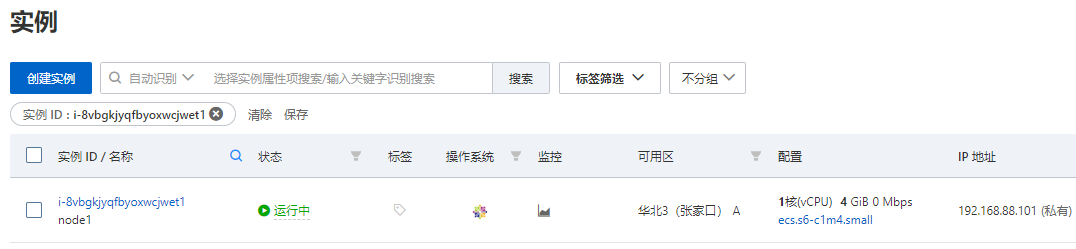 实例
创建实例 自动识别 选择实例属性项搜索/输入关键字识别搜索 搜索 标签筛选 不分组
实例 ID : i-8vbgkjyqfbyoxwcjwet1 清除 保存
实例 ID / 名称 状态 标签 操作系统 监控 可用区 配置 IP 地址
i-8vbgkjyqfbyoxwcjwet1 运行中 华北3（张家口） A 1核(vCPU) 4 GiB 0 Mbps 192.168.88.101 (私有)
node1 ecs.s6-c1m4.small